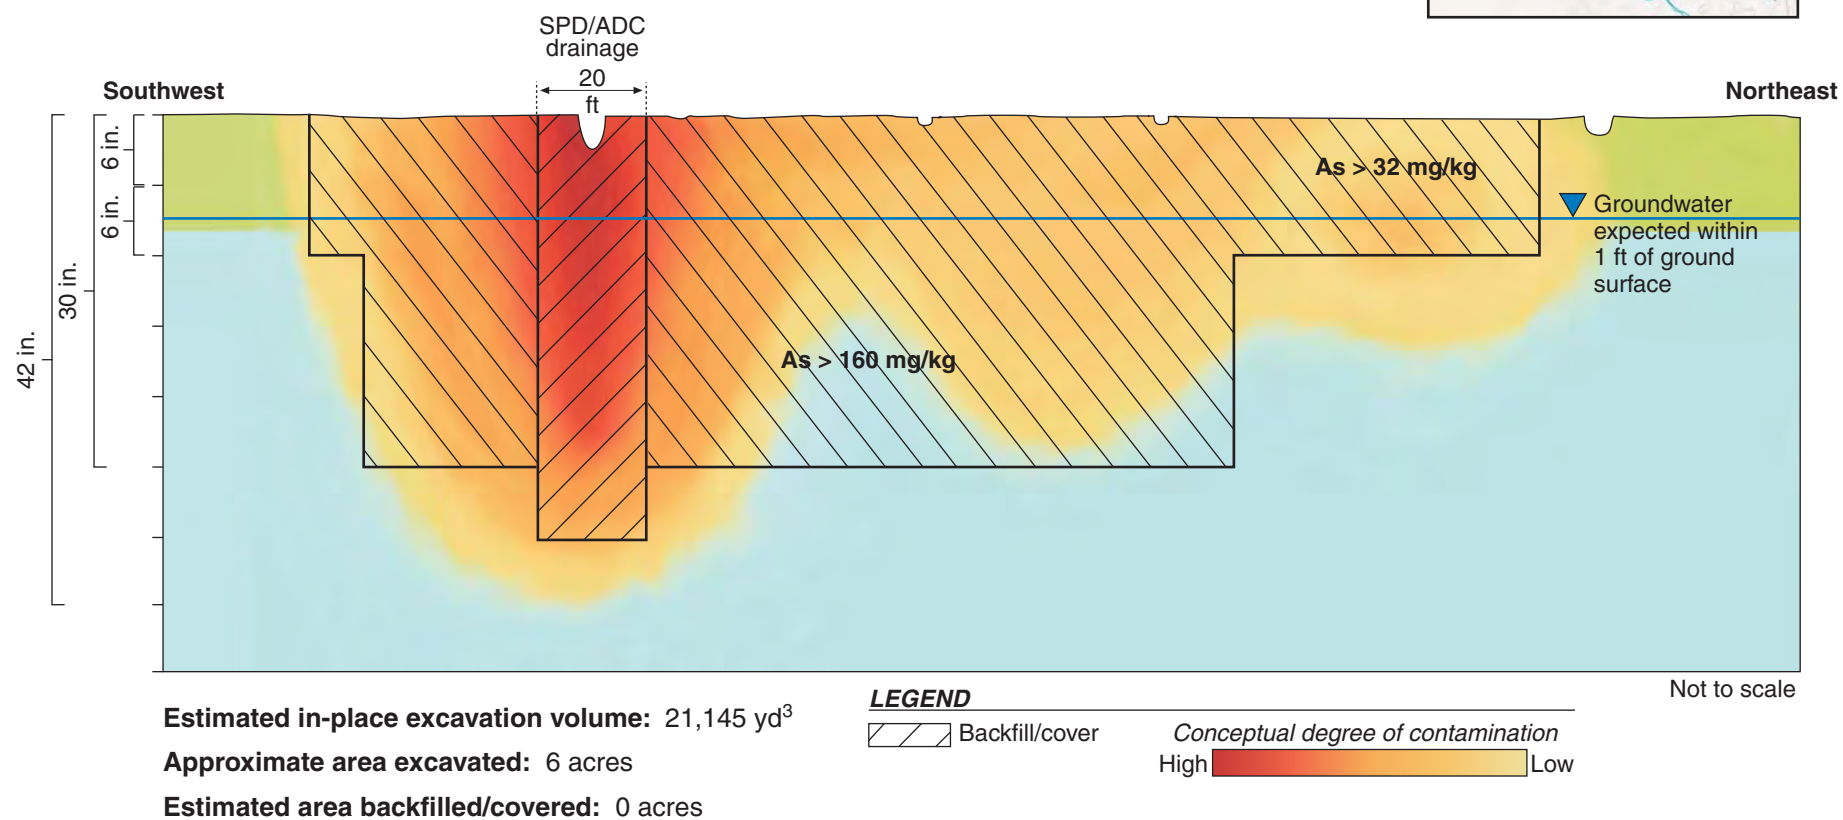 SPD/ADC
drainage
20
ft
Southwest
Northeast
6 in.
6 in.
30 in.
42 in.
As > 32 mg/kg
As > 160 mg/kg
Groundwater
expected within
1 ft of ground
surface
Not to scale
Estimated in-place excavation volume: 21,145 yd³
Approximate area excavated: 6 acres
Estimated area backfilled/covered: 0 acres
LEGEND
Backfill/cover
Conceptual degree of contamination
High
Low